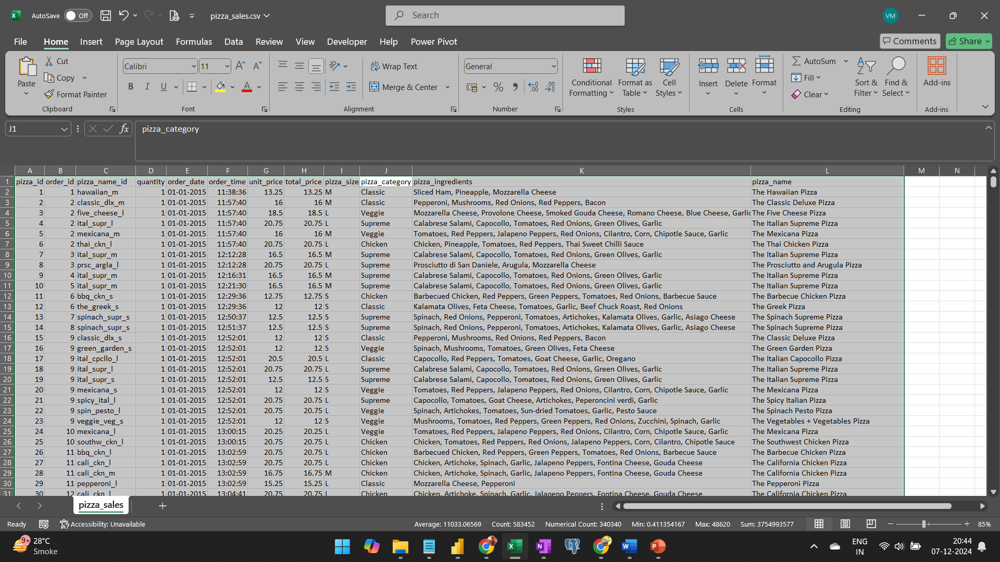 AutoSave Off pizza_sales.csv Search VM
File Home Insert Page Layout Formulas Data Review View Developer Help Power Pivot Comments Share
Paste Cut Copy Format Painter Clipboard
Calibri 11 B I U Font
Wrap Text Merge & Center Alignment
General % Number
Conditional Formatting Format as Table Cell Styles Styles
Insert Delete Format Cells
AutoSum Fill Clear Sort & Filter Find & Select Editing
Add-ins Add-ins
J1 fx pizza_category
A B C D E F G H I J K L M N
1 pizza_id order_id pizza_name_id quantity order_date order_time unit_price total_price pizza_size pizza_category pizza_ingredients pizza_name
2 1 1 hawaiian_m 1 01-01-2015 11:38:36 13.25 13.25 M Classic Sliced Ham, Pineapple, Mozzarella Cheese The Hawaiian Pizza
3 2 2 classic_dlx_m 1 01-01-2015 11:57:40 16 16 M Classic Pepperoni, Mushrooms, Red Onions, Red Peppers, Bacon The Classic Deluxe Pizza
4 3 2 five_cheese_l 1 01-01-2015 11:57:40 18.5 18.5 L Veggie Mozzarella Cheese, Provolone Cheese, Smoked Gouda Cheese, Romano Cheese, Blue Cheese, Garlic The Five Cheese Pizza
5 4 2 ital_supr_l 1 01-01-2015 11:57:40 20.75 20.75 L Supreme Calabrese Salami, Capocollo, Tomatoes, Red Onions, Green Olives, Garlic The Italian Supreme Pizza
6 5 2 mexicana_m 1 01-01-2015 11:57:40 16 16 M Veggie Tomatoes, Red Peppers, Jalapeno Peppers, Red Onions, Cilantro, Corn, Chipotle Sauce, Garlic The Mexicana Pizza
7 6 2 thai_ckn_l 1 01-01-2015 11:57:40 20.75 20.75 L Chicken Chicken, Pineapple, Tomatoes, Red Peppers, Thai Sweet Chilli Sauce The Thai Chicken Pizza
8 7 3 ital_supr_m 1 01-01-2015 12:12:28 16.5 16.5 M Supreme Calabrese Salami, Capocollo, Tomatoes, Red Onions, Green Olives, Garlic The Italian Supreme Pizza
9 8 3 prsc_argla_l 1 01-01-2015 12:12:28 20.75 20.75 L Supreme Prosciutto di San Daniele, Arugula, Mozzarella Cheese The Prosciutto and Arugula Pizza
10 9 4 ital_supr_m 1 01-01-2015 12:16:31 16.5 16.5 M Supreme Calabrese Salami, Capocollo, Tomatoes, Red Onions, Green Olives, Garlic The Italian Supreme Pizza
11 10 5 ital_supr_m 1 01-01-2015 12:21:30 16.5 16.5 M Supreme Calabrese Salami, Capocollo, Tomatoes, Red Onions, Green Olives, Garlic The Italian Supreme Pizza
12 11 6 bbq_ckn_s 1 01-01-2015 12:29:36 12.75 12.75 S Chicken Barbecued Chicken, Red Peppers, Green Peppers, Tomatoes, Red Onions, Barbecue Sauce The Barbecue Chicken Pizza
13 12 6 the_greek_s 1 01-01-2015 12:29:36 12 12 S Classic Kalamata Olives, Feta Cheese, Tomatoes, Garlic, Beef Chuck Roast, Red Onions The Greek Pizza
14 13 7 spinach_supr_s 1 01-01-2015 12:50:37 12.5 12.5 S Supreme Spinach, Red Onions, Pepperoni, Tomatoes, Artichokes, Kalamata Olives, Garlic, Asiago Cheese The Spinach Supreme Pizza
15 14 8 spinach_supr_s 1 01-01-2015 12:51:37 12.5 12.5 S Supreme Spinach, Red Onions, Pepperoni, Tomatoes, Artichokes, Kalamata Olives, Garlic, Asiago Cheese The Spinach Supreme Pizza
16 15 9 classic_dlx_s 1 01-01-2015 12:52:01 12 12 S Classic Pepperoni, Mushrooms, Red Onions, Red Peppers, Bacon The Classic Deluxe Pizza
17 16 9 green_garden_s 1 01-01-2015 12:52:01 12 12 S Veggie Spinach, Mushrooms, Tomatoes, Green Olives, Feta Cheese The Green Garden Pizza
18 17 9 ital_cpcllo_l 1 01-01-2015 12:52:01 20.5 20.5 L Classic Capocollo, Red Peppers, Tomatoes, Goat Cheese, Garlic, Oregano The Italian Capocollo Pizza
19 18 9 ital_supr_l 1 01-01-2015 12:52:01 20.75 20.75 L Supreme Calabrese Salami, Capocollo, Tomatoes, Red Onions, Green Olives, Garlic The Italian Supreme Pizza
20 19 9 ital_supr_s 1 01-01-2015 12:52:01 12.5 12.5 S Supreme Calabrese Salami, Capocollo, Tomatoes, Red Onions, Green Olives, Garlic The Italian Supreme Pizza
21 20 9 mexicana_s 1 01-01-2015 12:52:01 12 12 S Veggie Tomatoes, Red Peppers, Jalapeno Peppers, Red Onions, Cilantro, Corn, Chipotle Sauce, Garlic The Mexicana Pizza
22 21 9 spicy_ital_l 1 01-01-2015 12:52:01 20.75 20.75 L Supreme Capocollo, Tomatoes, Goat Cheese, Artichokes, Peperoncini verdi, Garlic The Spicy Italian Pizza
23 22 9 spin_pesto_l 1 01-01-2015 12:52:01 20.75 20.75 L Veggie Spinach, Artichokes, Tomatoes, Sun-dried Tomatoes, Garlic, Pesto Sauce The Spinach Pesto Pizza
24 23 9 veggie_veg_s 1 01-01-2015 12:52:01 12 12 S Veggie Mushrooms, Tomatoes, Red Peppers, Green Peppers, Red Onions, Zucchini, Spinach, Garlic The Vegetables + Vegetables Pizza
25 24 10 mexicana_l 1 01-01-2015 13:00:15 20.25 20.25 L Veggie Tomatoes, Red Peppers, Jalapeno Peppers, Red Onions, Cilantro, Corn, Chipotle Sauce, Garlic The Mexicana Pizza
26 25 10 southw_ckn_l 1 01-01-2015 13:00:15 20.75 20.75 L Chicken Chicken, Tomatoes, Red Peppers, Red Onions, Jalapeno Peppers, Corn, Cilantro, Chipotle Sauce The Southwest Chicken Pizza
27 26 11 bbq_ckn_l 1 01-01-2015 13:02:59 20.75 20.75 L Chicken Barbecued Chicken, Red Peppers, Green Peppers, Tomatoes, Red Onions, Barbecue Sauce The Barbecue Chicken Pizza
28 27 11 cali_ckn_l 1 01-01-2015 13:02:59 20.75 20.75 L Chicken Chicken, Artichoke, Spinach, Garlic, Jalapeno Peppers, Fontina Cheese, Gouda Cheese The California Chicken Pizza
29 28 11 cali_ckn_m 1 01-01-2015 13:02:59 16.75 16.75 M Chicken Chicken, Artichoke, Spinach, Garlic, Jalapeno Peppers, Fontina Cheese, Gouda Cheese The California Chicken Pizza
30 29 11 pepperoni_l 1 01-01-2015 13:02:59 15.25 15.25 L Classic Mozzarella Cheese, Pepperoni The Pepperoni Pizza
31 30 12 cali_ckn_l 1 01-01-2015 13:04:41 20.75 20.75 L Chicken Chicken, Artichoke, Spinach, Garlic, Jalapeno Peppers, Fontina Cheese, Gouda Cheese The California Chicken Pizza
pizza_sales
Ready Accessibility: Unavailable Average: 11033.06569 Count: 583452 Numerical Count: 340340 Min: 0.411354167 Max: 48620 Sum: 3754993577 85%
9+ 28°C
Smoke
ENG
IN
20:44
07-12-2024